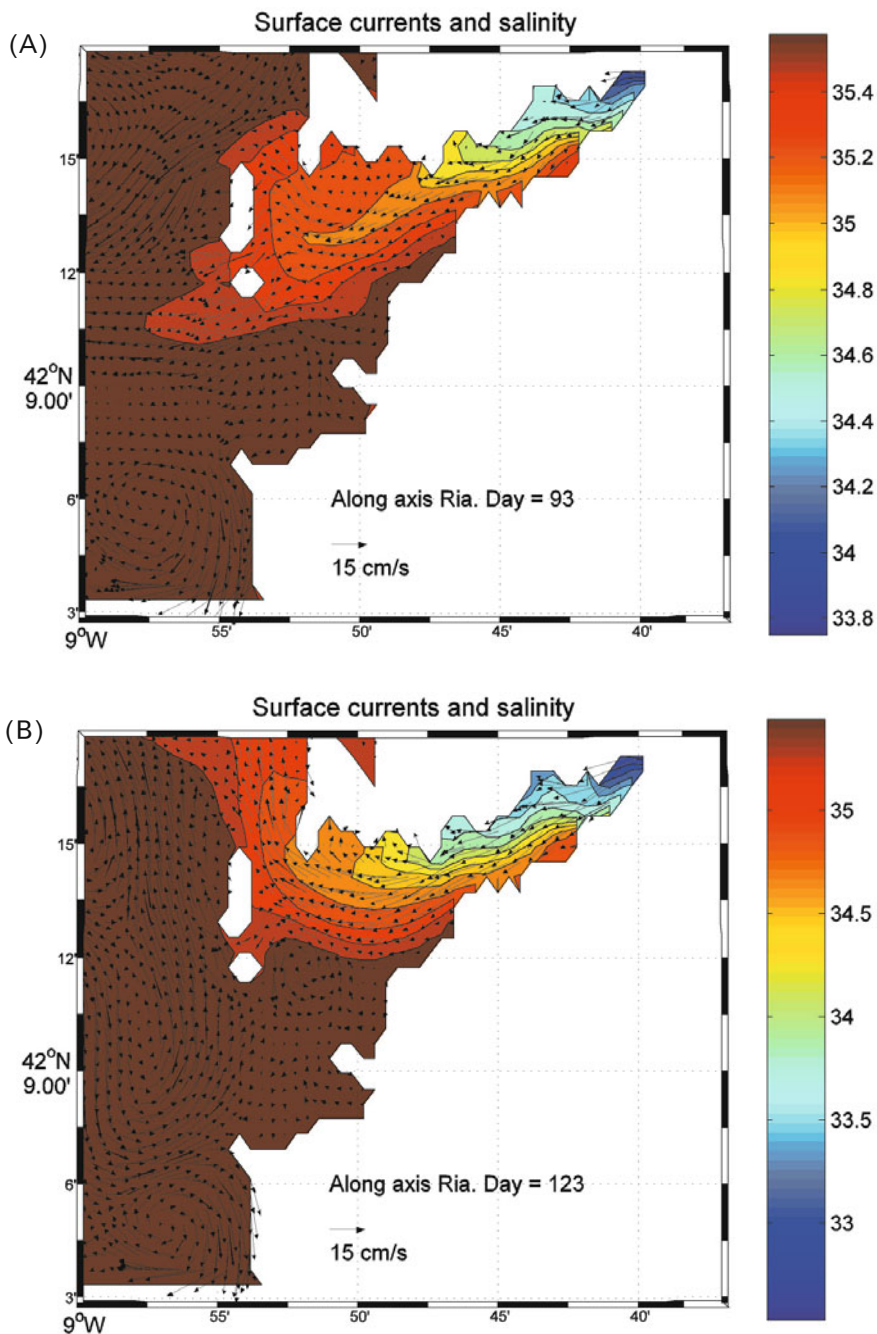 (A)
Surface currents and salinity
15'
12'
42°N
9.00'
6'
3'
9°W
55'
50'
45'
40'
Along axis Ria. Day = 93
15 cm/s
35.4
35.2
35
34.8
34.6
34.4
34.2
34
33.8
(B)
Surface currents and salinity
15'
12'
42°N
9.00'
6'
3'
9°W
55'
50'
45'
40'
Along axis Ria. Day = 123
15 cm/s
35
34.5
34
33.5
33